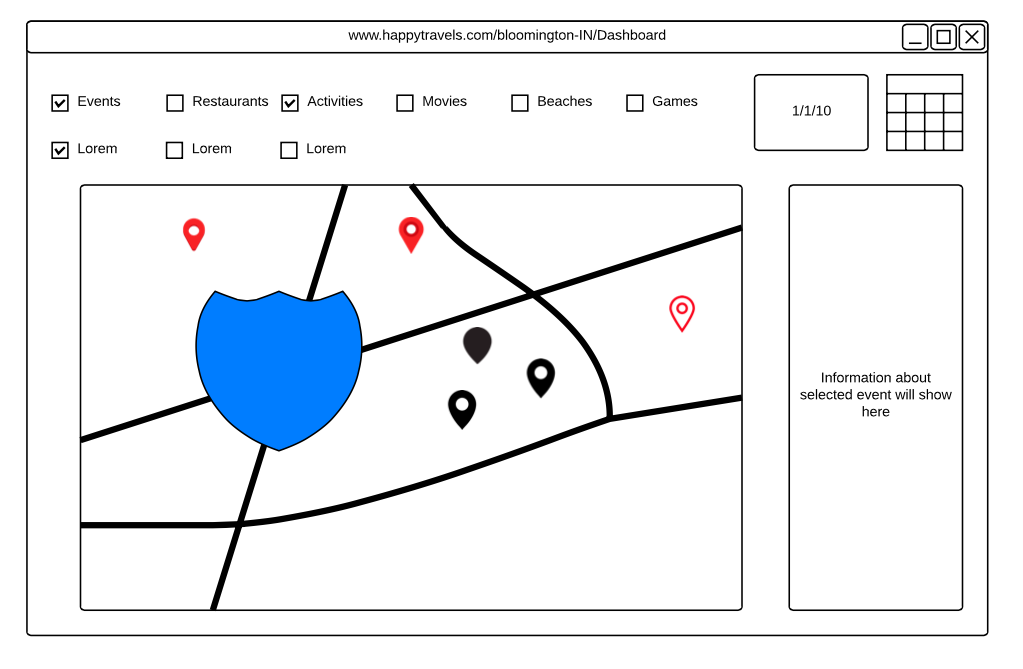 www.happytravels.com/bloomington-IN/Dashboard
Events
Restaurants
Activities
Movies
Beaches
Games
1/1/10
Lorem
Lorem
Lorem
Information about
selected event will show
here